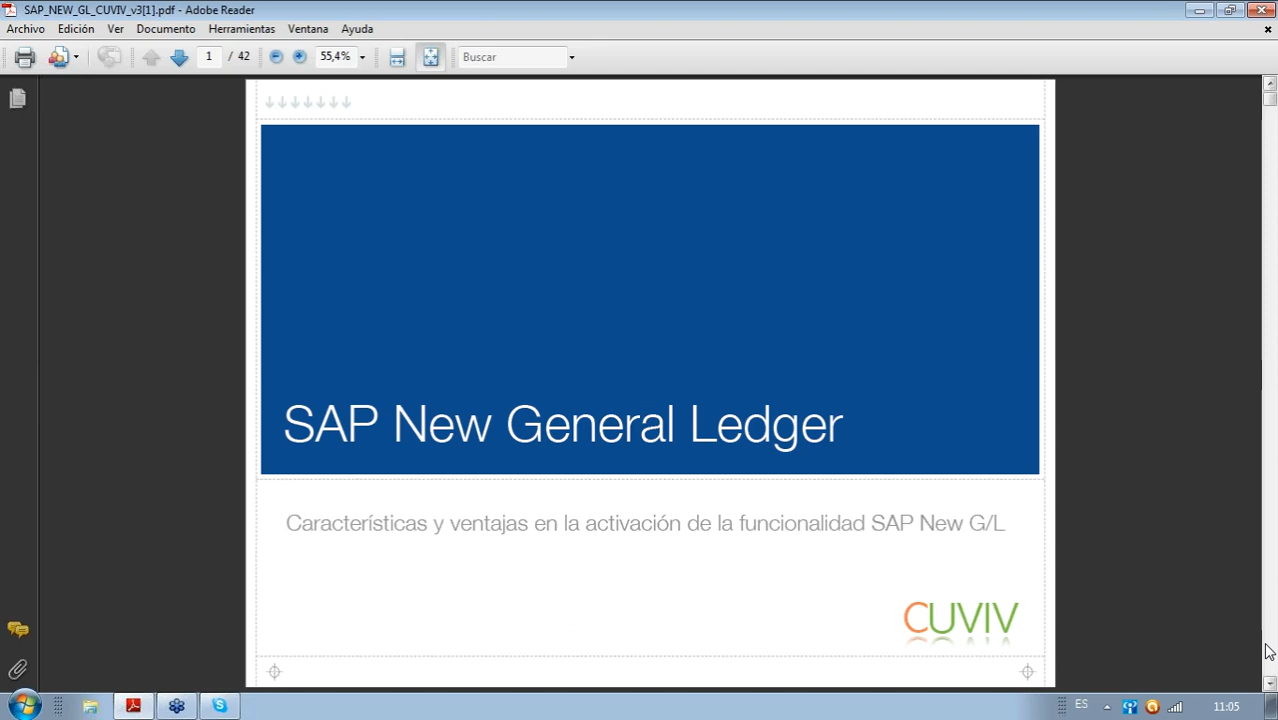 SAP_NEW_GL_CUVIV_v3[1].pdf - Adobe Reader
Archivo Edición Ver Documento Herramientas Ventana Ayuda
1 / 42 55,4% Buscar
SAP New General Ledger
Características y ventajas en la activación de la funcionalidad SAP New G/L
CUVIV
ES 11:05